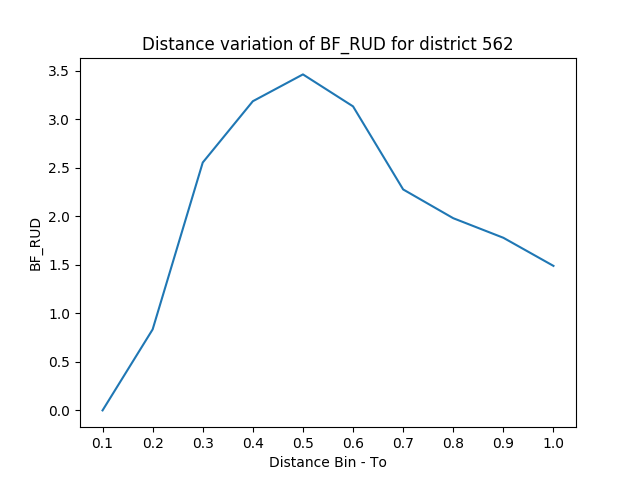 Distance variation of BF_RUD for district 562
3.5
3.0
2.5
2.0
1.5
1.0
0.5
0.0
BF_RUD
0.1 0.2 0.3 0.4 0.5 0.6 0.7 0.8 0.9 1.0
Distance Bin - To